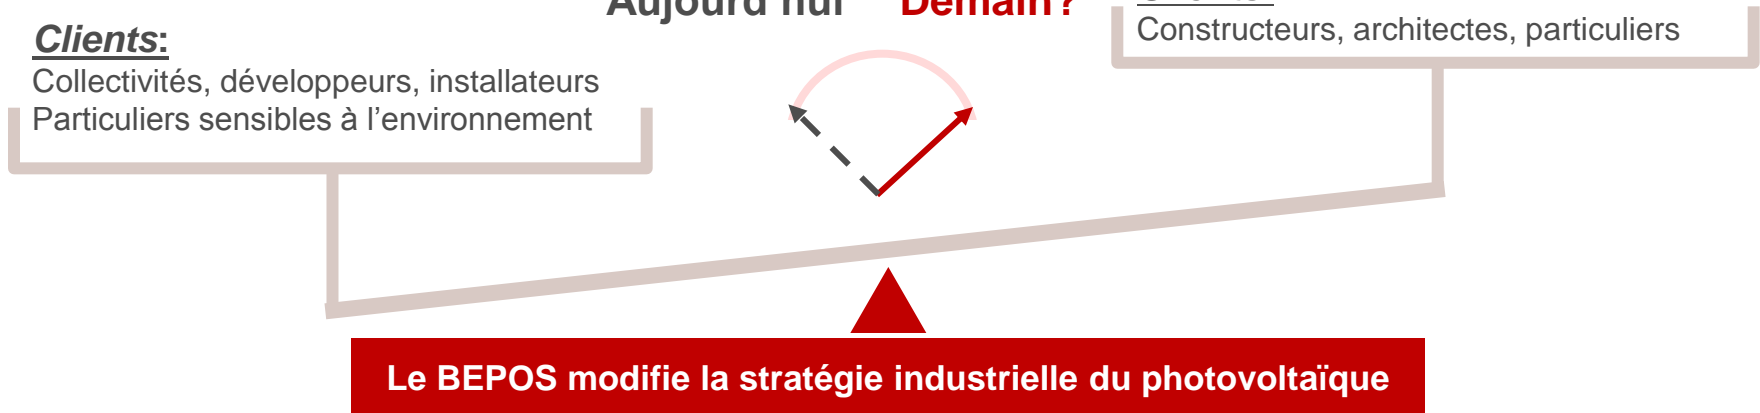 Aujourd'hui Demain?
Clients:
Collectivités, développeurs, installateurs
Particuliers sensibles à l’environnement
Constructeurs, architectes, particuliers
Le BEPOS modifie la stratégie industrielle du photovoltaïque